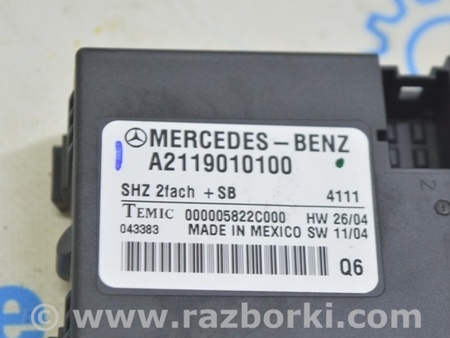 MERCEDES-BENZ
A2119010100
SHZ 2fach +SB 4111
TEMIC 000005822C000 HW 26/04
043383 MADE IN MEXICO SW 11/04
Q6
2
www.razborki.com